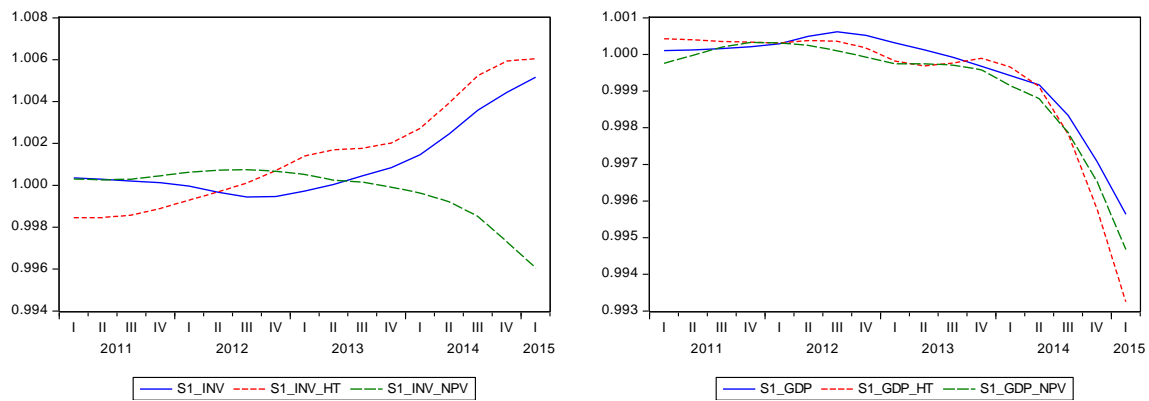 1.008
1.006
1.004
1.002
1.000
0.998
0.996
0.994
I II III IV I II III IV I II III IV I II III IV I
2011 2012 2013 2014 2015
S1_INV S1_INV_HT S1_INV_NPV
1.001
1.000
0.999
0.998
0.997
0.996
0.995
0.994
0.993
I II III IV I II III IV I II III IV I II III IV I
2011 2012 2013 2014 2015
S1_GDP S1_GDP_HT S1_GDP_NPV